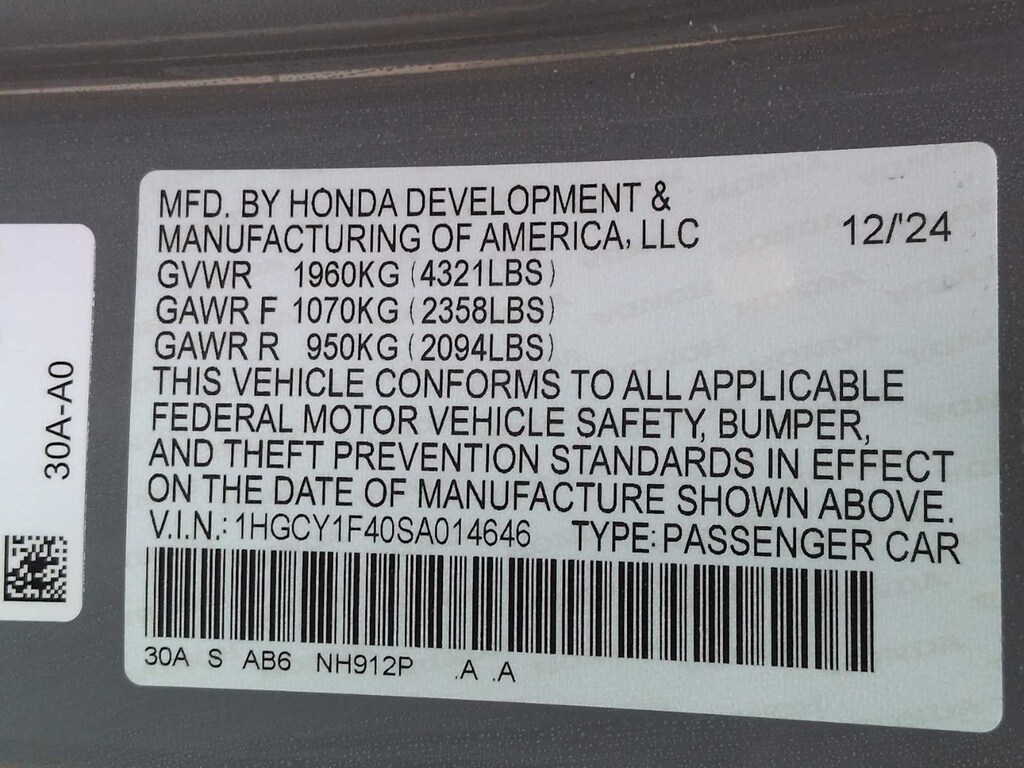 MFD. BY HONDA DEVELOPMENT &
MANUFACTURING OF AMERICA, LLC 12/'24
GVWR 1960KG (4321LBS)
GAWR F 1070KG (2358LBS)
GAWR R 950KG (2094LBS)
THIS VEHICLE CONFORMS TO ALL APPLICABLE
FEDERAL MOTOR VEHICLE SAFETY, BUMPER,
AND THEFT PREVENTION STANDARDS IN EFFECT
ON THE DATE OF MANUFACTURE SHOWN ABOVE.
V.I.N.: 1HGCY1F40SA014646 TYPE: PASSENGER CAR
30A S AB6 NH912P .A .A
30A-A0